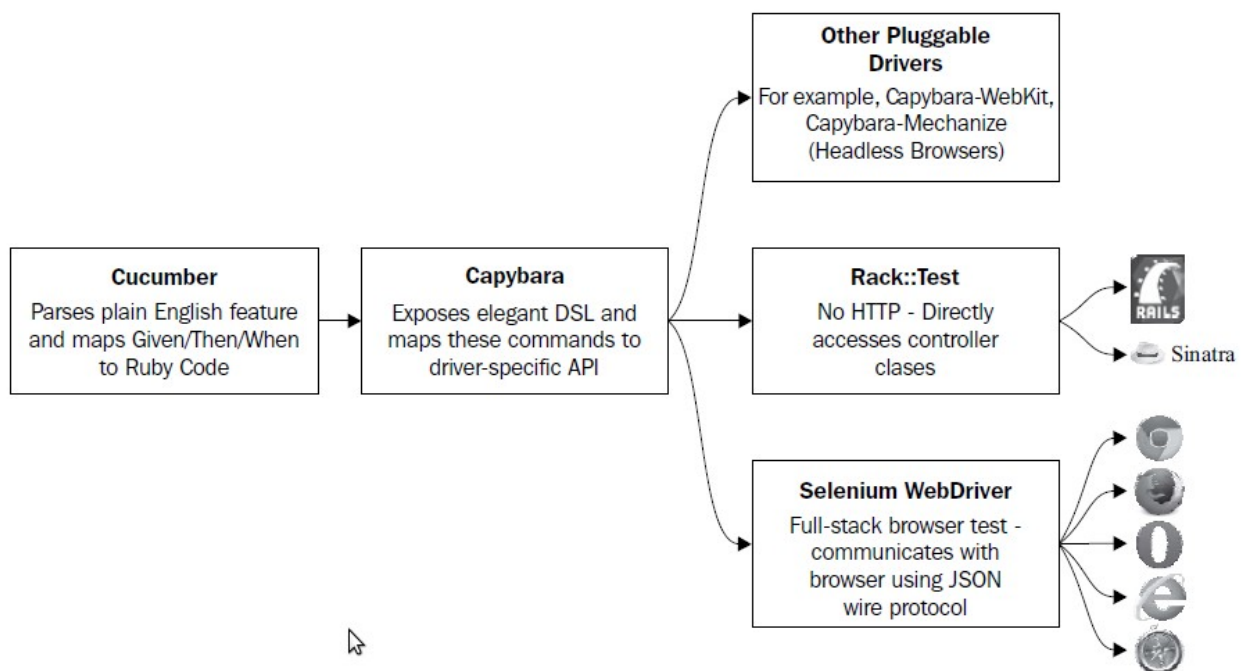 Other Pluggable
Drivers
For example, Capybara-WebKit,
Capybara-Mechanize
(Headless Browsers)
Cucumber
Parses plain English feature
and maps Given/Then/When
to Ruby Code
Capybara
Exposes elegant DSL and
maps these commands to
driver-specific API
Rack::Test
No HTTP - Directly
accesses controller
clases
RAILS
Sinatra
Selenium WebDriver
Full-stack browser test -
communicates with
browser using JSON
wire protocol